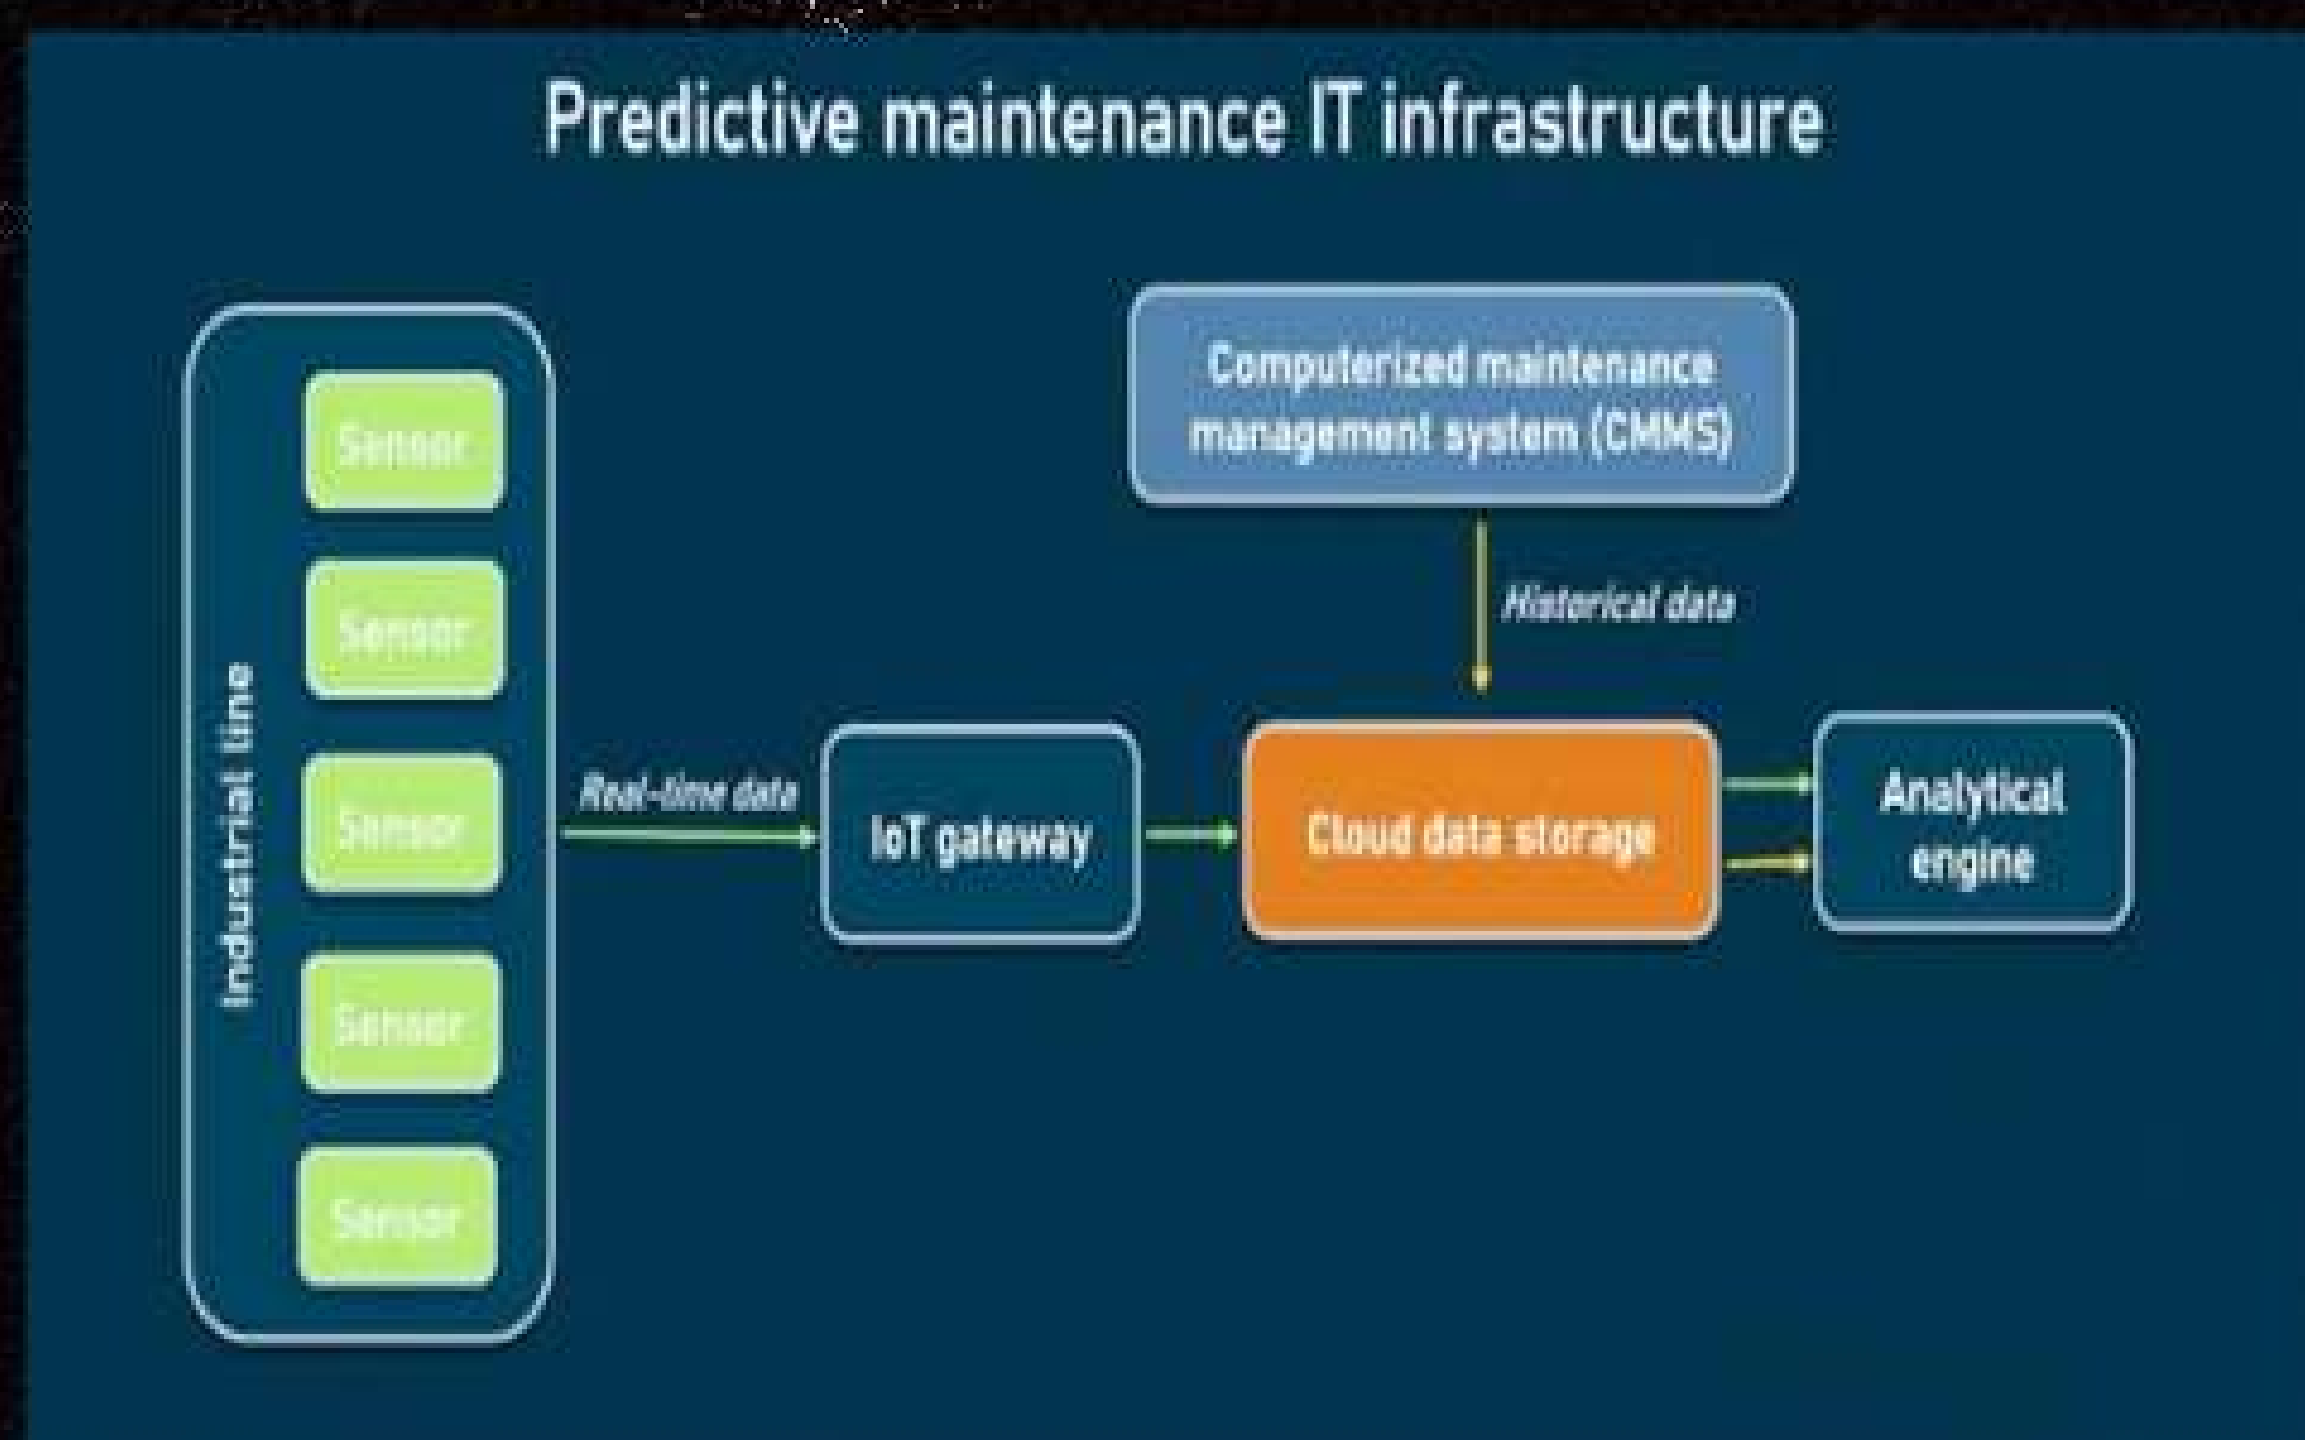 Predictive maintenance IT infrastructure
Computerized maintenance
management system (CMMS)
Historical data
Industrial line
Sensor
Sensor
Sensor
Sensor
Sensor
Real-time data
IoT gateway
Cloud data storage
Analytical
engine